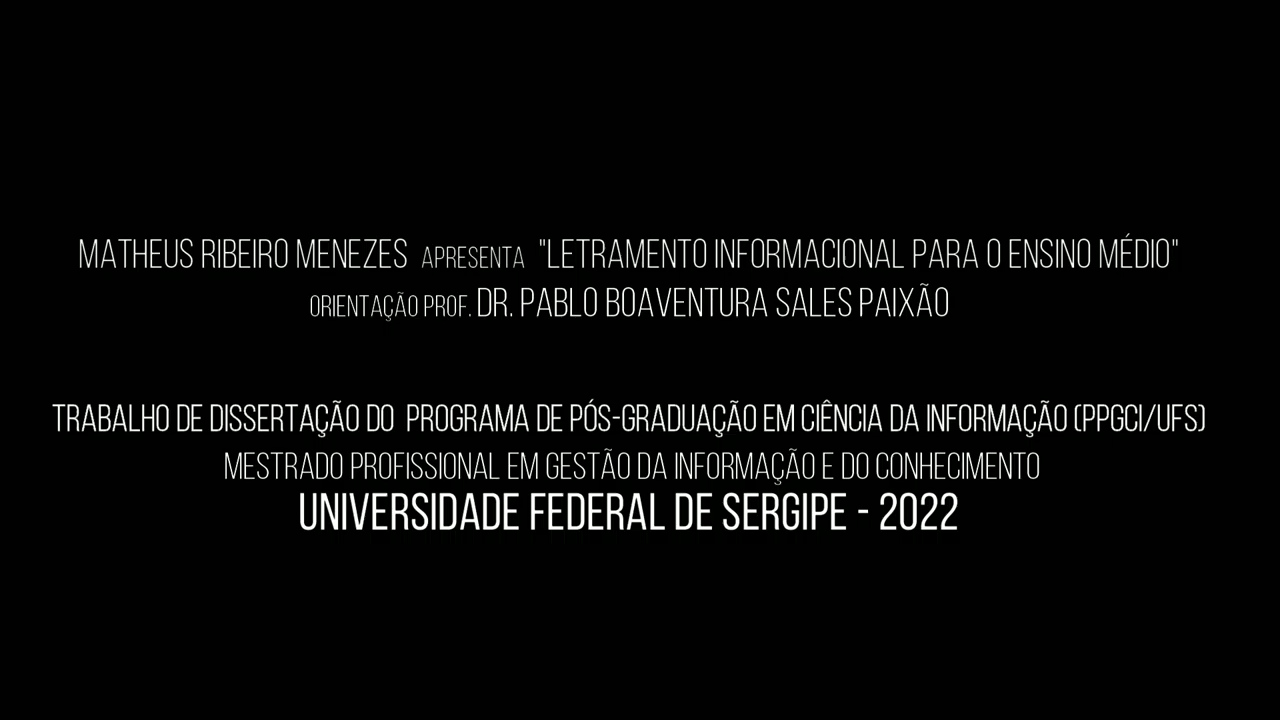 MATHEUS RIBEIRO MENEZES APRESENTA "LETRAMENTO INFORMACIONAL PARA O ENSINO MÉDIO"
ORIENTAÇÃO PROF. DR. PABLO BOAVENTURA SALES PAIXÃO
TRABALHO DE DISSERTAÇÃO DO PROGRAMA DE PÓS-GRADUAÇÃO EM CIÊNCIA DA INFORMAÇÃO (PPGCI/UFS)
MESTRADO PROFISSIONAL EM GESTÃO DA INFORMAÇÃO E DO CONHECIMENTO
UNIVERSIDADE FEDERAL DE SERGIPE - 2022